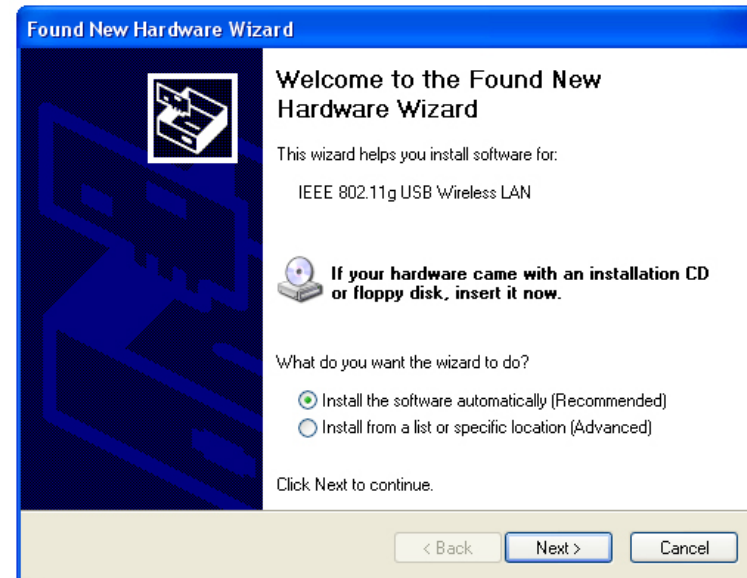 Found New Hardware Wizard
Welcome to the Found New
Hardware Wizard
This wizard helps you install software for:
IEEE 802.11g USB Wireless LAN
If your hardware came with an installation CD
or floppy disk, insert it now.
What do you want the wizard to do?
Install the software automatically (Recommended)
Install from a list or specific location (Advanced)
Click Next to continue.
< Back Next > Cancel